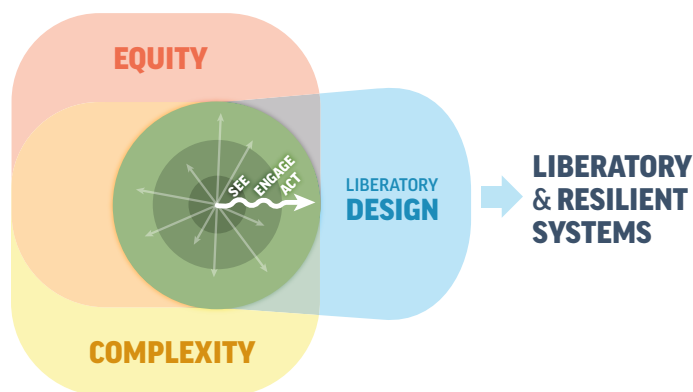 EQUITY
SEE
ENGAGE
ACT
LIBERATORY
DESIGN
LIBERATORY
& RESILIENT
SYSTEMS
COMPLEXITY